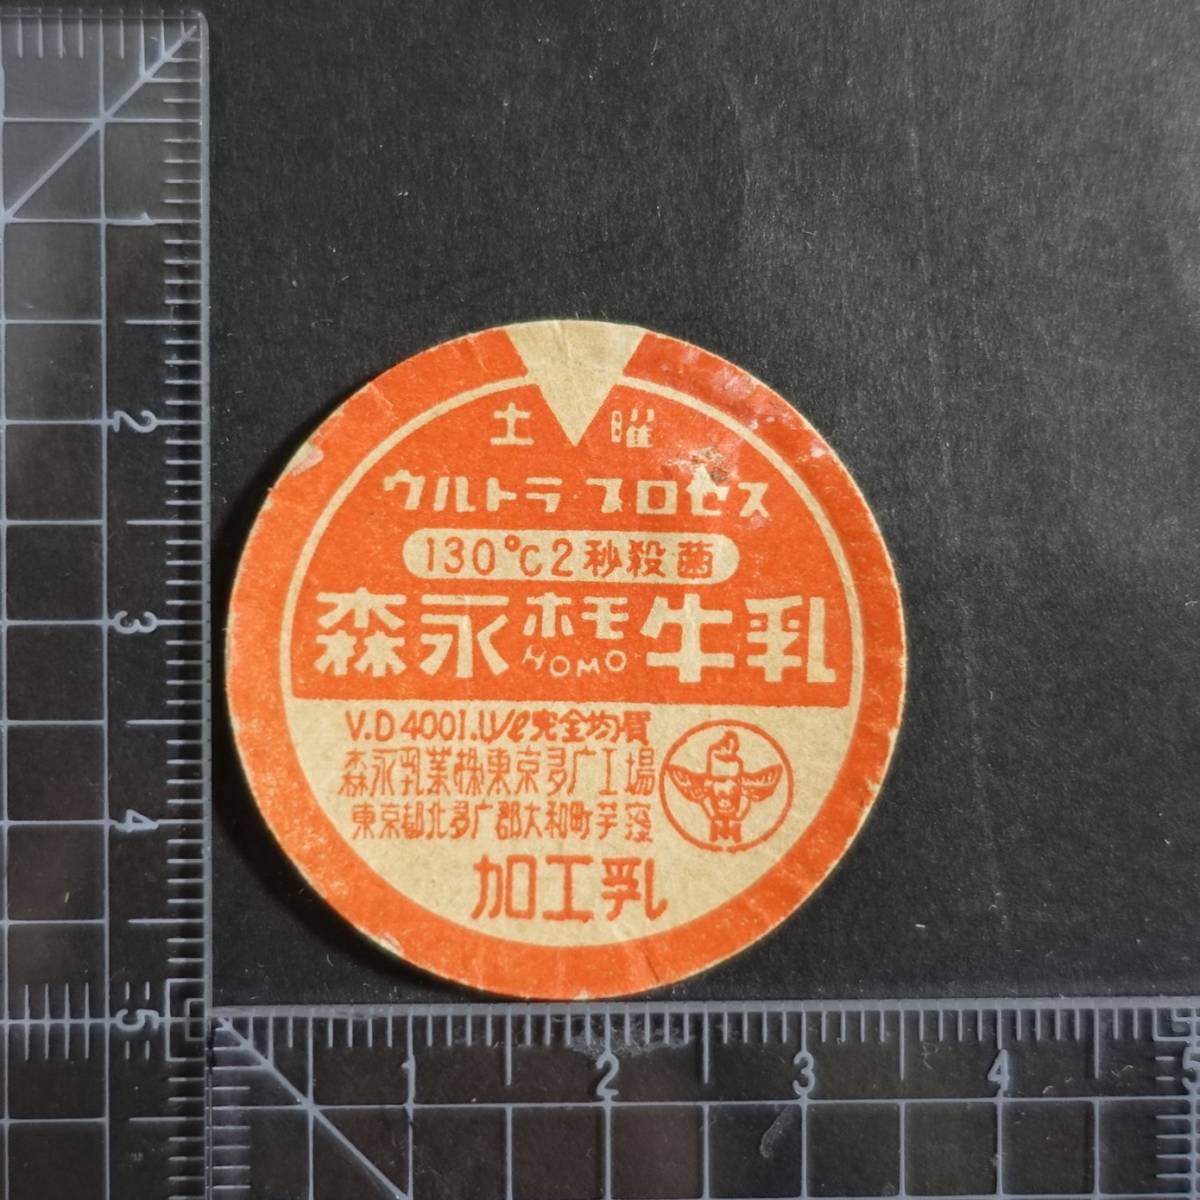 土曜
ウルトラプロセス
130℃2秒殺菌
森永ホモ牛乳
HOMO
V.D 400I.U/ℓ完全均質
森永乳業株東京多广工場
東京都北多广郡大和町芋窪
加工乳
1
2
3
4
5
1
2
3
4
5